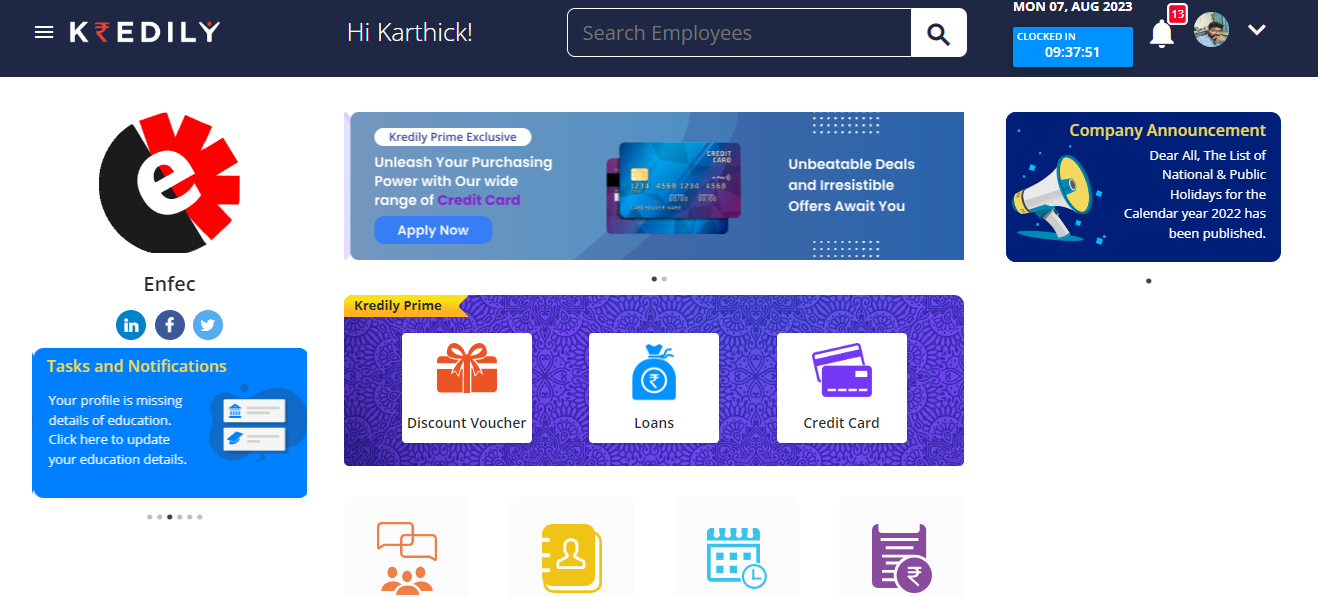 KREDILY
Hi Karthick!
Search Employees
MON 07, AUG 2023
CLOCKED IN
09:37:51
13
e
Enfec
in
f
Tasks and Notifications
Your profile is missing
details of education.
Click here to update
your education details.
Kredily Prime Exclusive
Unleash Your Purchasing
Power with Our wide
range of Credit Card
Apply Now
CREDIT
CARD
1234 4568 1234 4568
CARDHOLDER NAME
Unbeatable Deals
and Irresistible
Offers Await You
Kredily Prime
Discount Voucher
₹
Loans
Credit Card
₹
Company Announcement
Dear All, The List of
National & Public
Holidays for the
Calendar year 2022 has
been published.